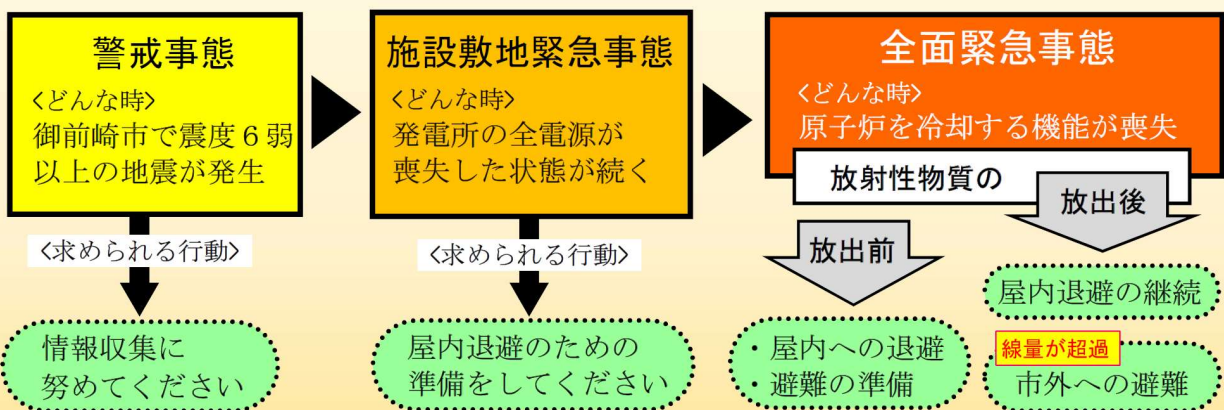 警戒事態
<どんな時>
御前崎市で震度６弱
以上の地震が発生
<求められる行動>
情報収集に
努めてください
施設敷地緊急事態
<どんな時>
発電所の全電源が
喪失した状態が続く
<求められる行動>
屋内退避のための
準備をしてください
全面緊急事態
<どんな時>
原子炉を冷却する機能が喪失
放射性物質の
放出前
・屋内への退避
・避難の準備
放出後
屋内退避の継続
線量が超過
市外への避難